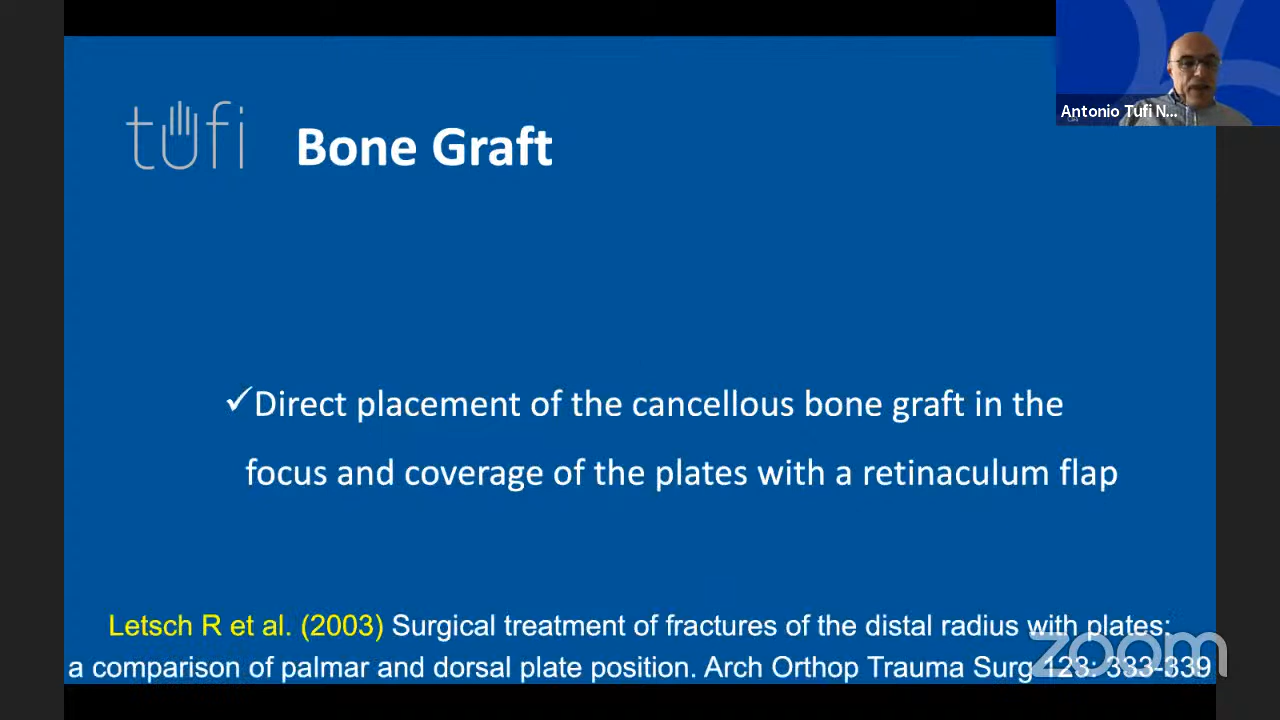 Antonio Tufi N...
tufi
Bone Graft
✓Direct placement of the cancellous bone graft in the
focus and coverage of the plates with a retinaculum flap
Letsch R et al. (2003) Surgical treatment of fractures of the distal radius with plates:
a comparison of palmar and dorsal plate position. Arch Orthop Trauma Surg 123: 333-339
zoom